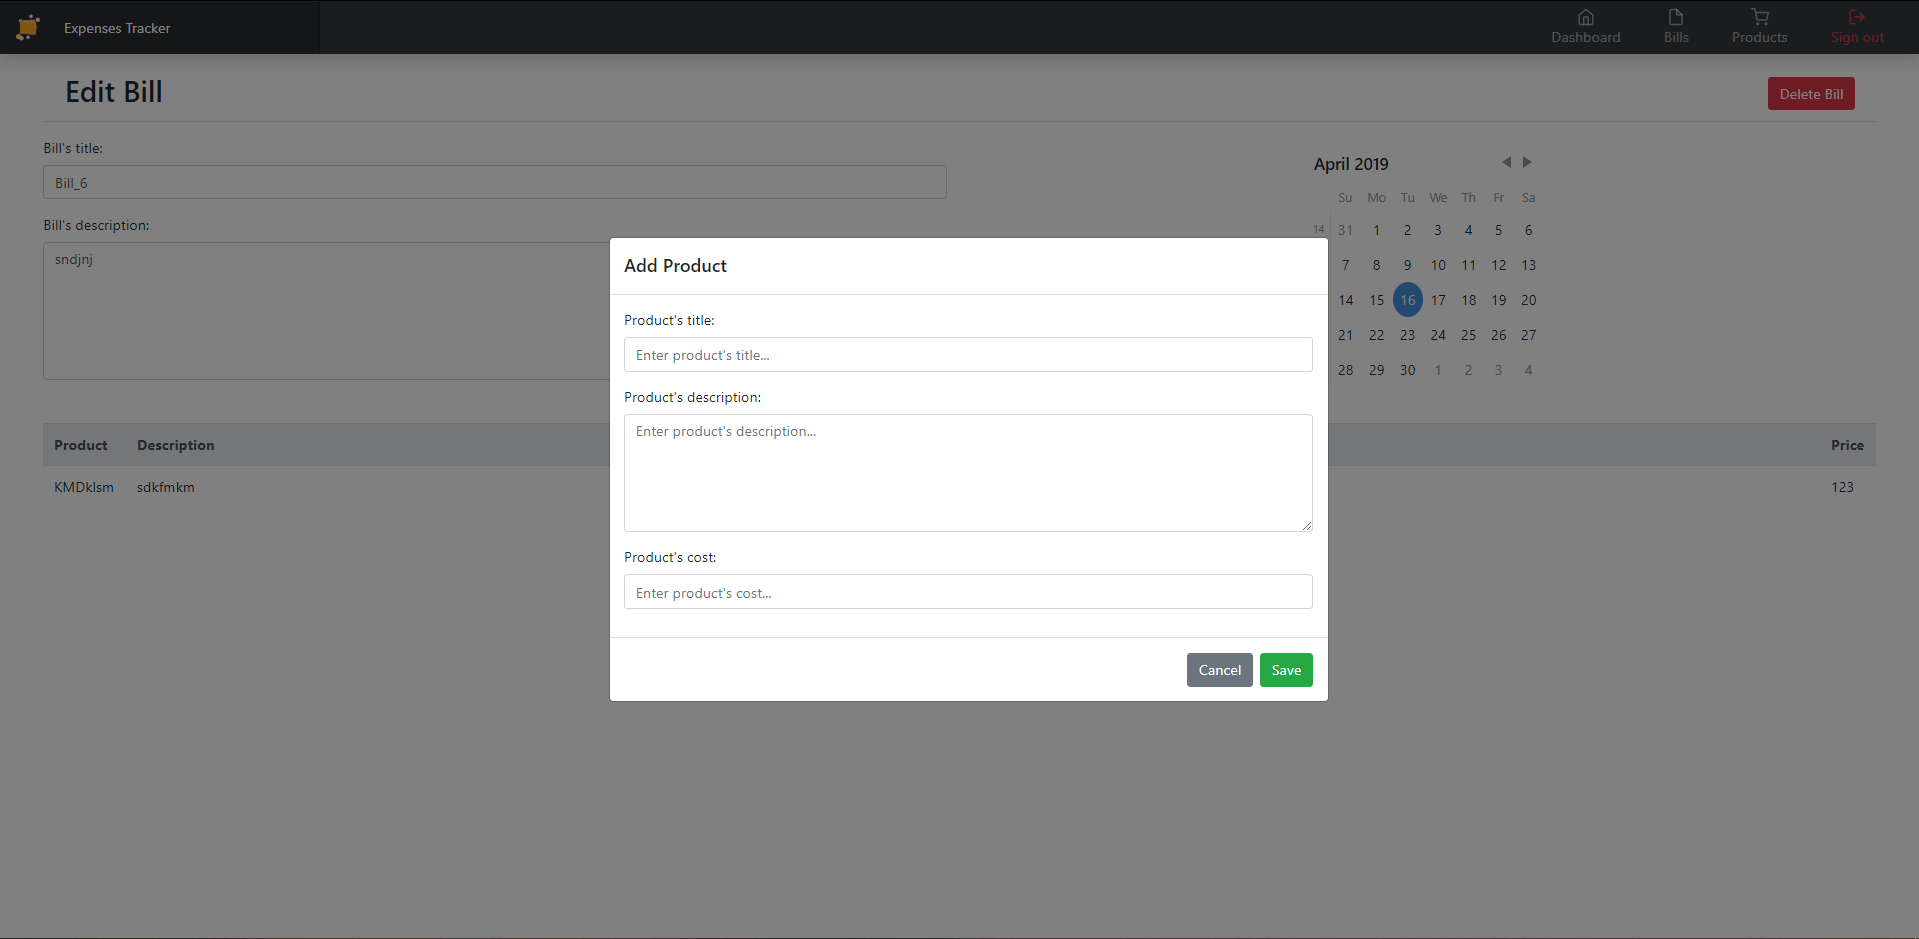 Expenses Tracker
Dashboard
Bills
Products
Sign out
Edit Bill
Delete Bill
Bill's title:
Bill_6
Bill's description:
sndjnj
April 2019
Su Mo Tu We Th Fr Sa
14 31 1 2 3 4 5 6
7 8 9 10 11 12 13
14 15 16 17 18 19 20
21 22 23 24 25 26 27
28 29 30 1 2 3 4
Product Description Price
KMDklsm sdkfmkm 123
Add Product
Product's title:
Enter product's title...
Product's description:
Enter product's description...
Product's cost:
Enter product's cost...
Cancel
Save